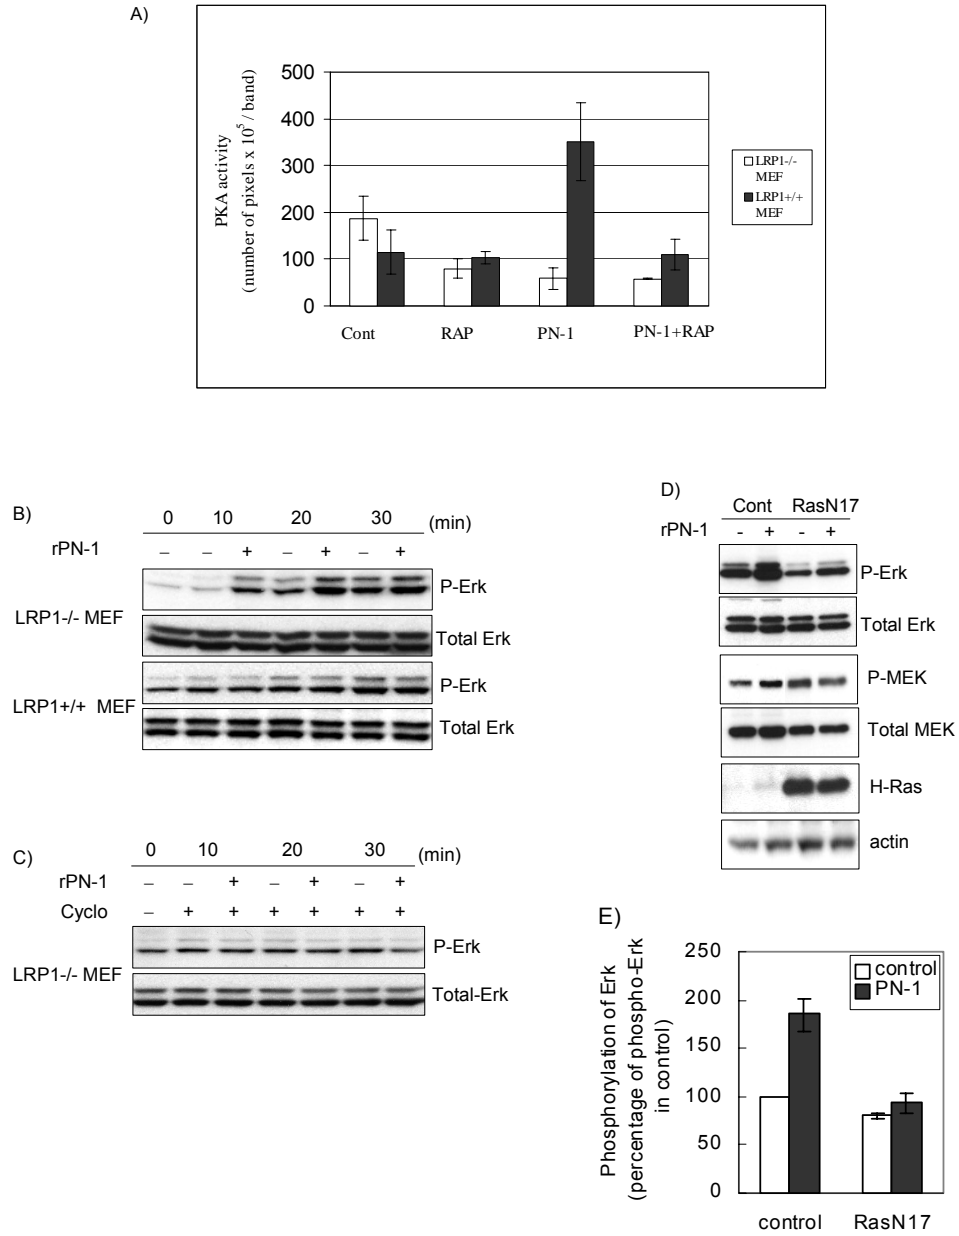 A)
500
400
300
200
100
0
PKA activity
(number of pixels x 10⁵ / band)
Cont RAP PN-1 PN-1+RAP
LRP1-/-
MEF
LRP1+/+
MEF
B)
0 10 20 30 (min)
rPN-1 – – + – + – +
LRP1-/- MEF
P-Erk
Total Erk
LRP1+/+ MEF
P-Erk
Total Erk
C)
0 10 20 30 (min)
rPN-1 – – + – + – +
Cyclo – + + + + + +
LRP1-/- MEF
P-Erk
Total-Erk
D)
Cont RasN17
rPN-1 - + - +
P-Erk
Total Erk
P-MEK
Total MEK
H-Ras
actin
E)
Phosphorylation of Erk
(percentage of phospho-Erk
in control)
250
200
150
100
50
0
control
PN-1
control RasN17